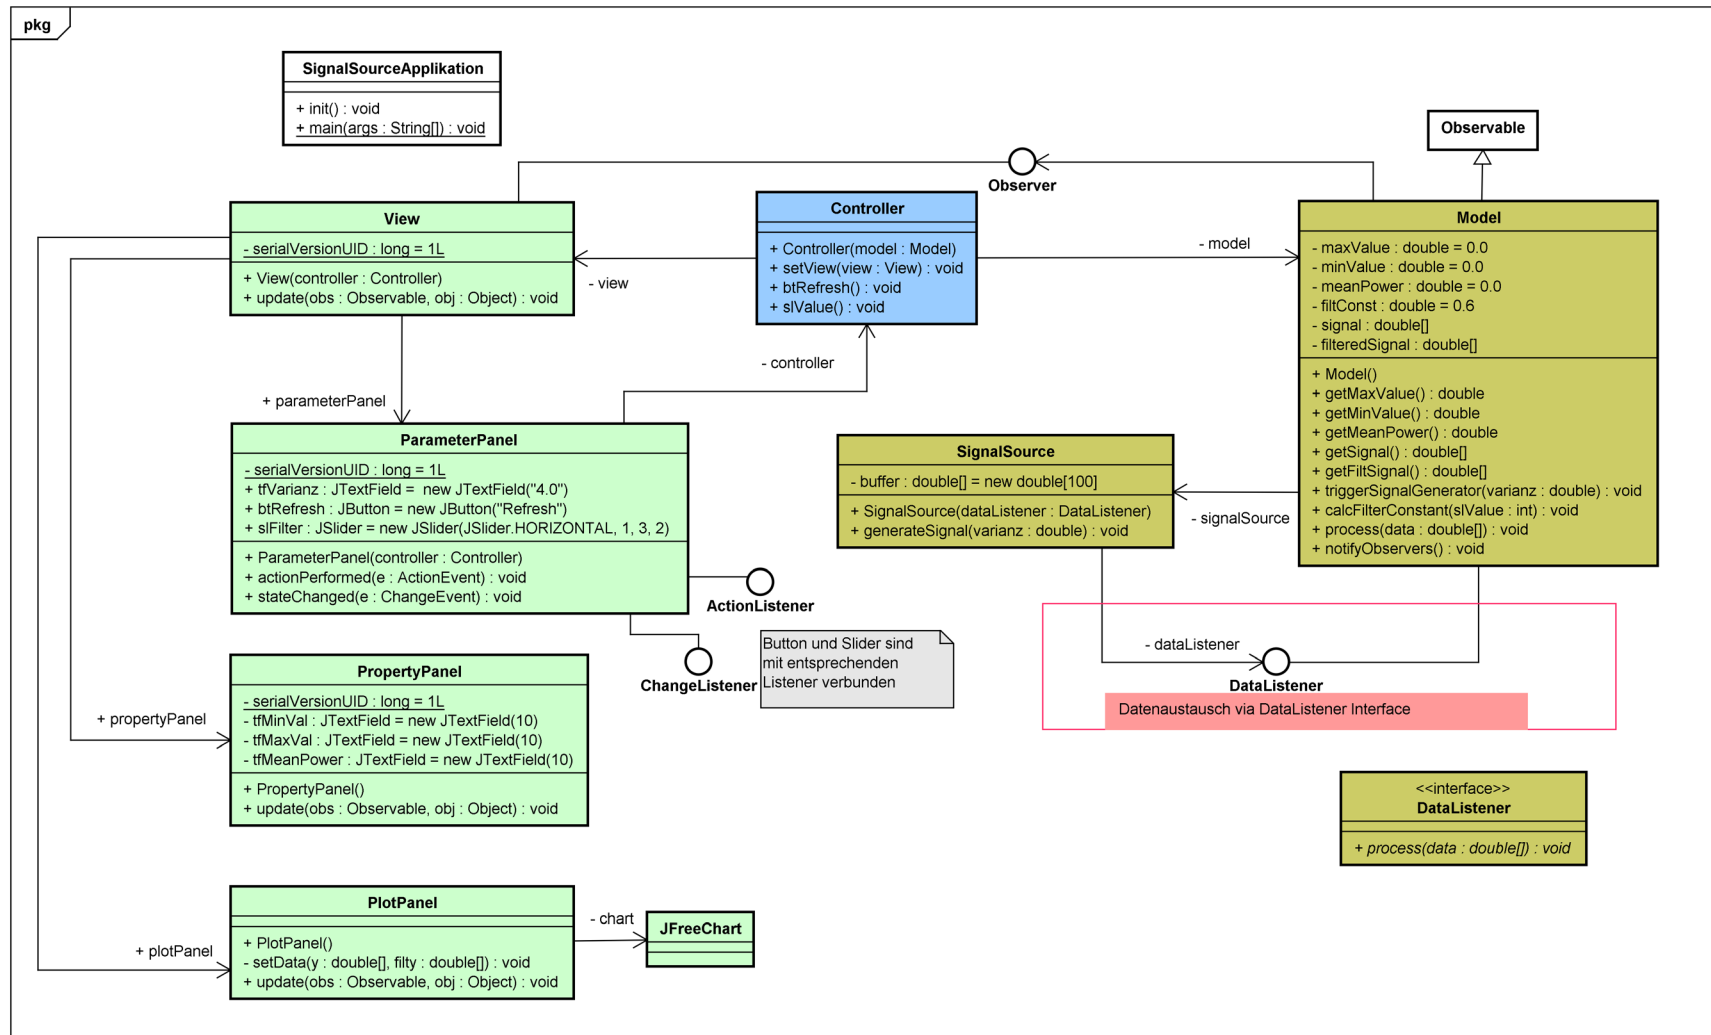 pkg
SignalSourceApplikation
+ init() : void
+ main(args : String[]) : void
Observable
Observer
View
- serialVersionUID : long = 1L
+ View(controller : Controller)
+ update(obs : Observable, obj : Object) : void
Controller
+ Controller(model : Model)
+ setView(view : View) : void
+ btRefresh() : void
+ slValue() : void
- view
- model
- controller
Model
- maxValue : double = 0.0
- minValue : double = 0.0
- meanPower : double = 0.0
- filtConst : double = 0.6
- signal : double[]
- filteredSignal : double[]
+ Model()
+ getMaxValue() : double
+ getMinValue() : double
+ getMeanPower() : double
+ getSignal() : double[]
+ getFiltSignal() : double[]
+ triggerSignalGenerator(varianz : double) : void
+ calcFilterConstant(slValue : int) : void
+ process(data : double[]) : void
+ notifyObservers() : void
+ parameterPanel
ParameterPanel
- serialVersionUID : long = 1L
+ tfVarianz : JTextField =  new JTextField("4.0")
+ btRefresh : JButton = new JButton("Refresh")
+ slFilter : JSlider = new JSlider(JSlider.HORIZONTAL, 1, 3, 2)
+ ParameterPanel(controller : Controller)
+ actionPerformed(e : ActionEvent) : void
+ stateChanged(e : ChangeEvent) : void
SignalSource
- buffer : double[] = new double[100]
+ SignalSource(dataListener : DataListener)
+ generateSignal(varianz : double) : void
- signalSource
ActionListener
ChangeListener
Button und Slider sind
mit entsprechenden
Listener verbunden
- dataListener
DataListener
Datenaustausch via DataListener Interface
+ propertyPanel
PropertyPanel
- serialVersionUID : long = 1L
- tfMinVal : JTextField = new JTextField(10)
- tfMaxVal : JTextField = new JTextField(10)
- tfMeanPower : JTextField = new JTextField(10)
+ PropertyPanel()
+ update(obs : Observable, obj : Object) : void
<<interface>>
DataListener
+ process(data : double[]) : void
+ plotPanel
PlotPanel
+ PlotPanel()
- setData(y : double[], filty : double[]) : void
+ update(obs : Observable, obj : Object) : void
- chart
JFreeChart